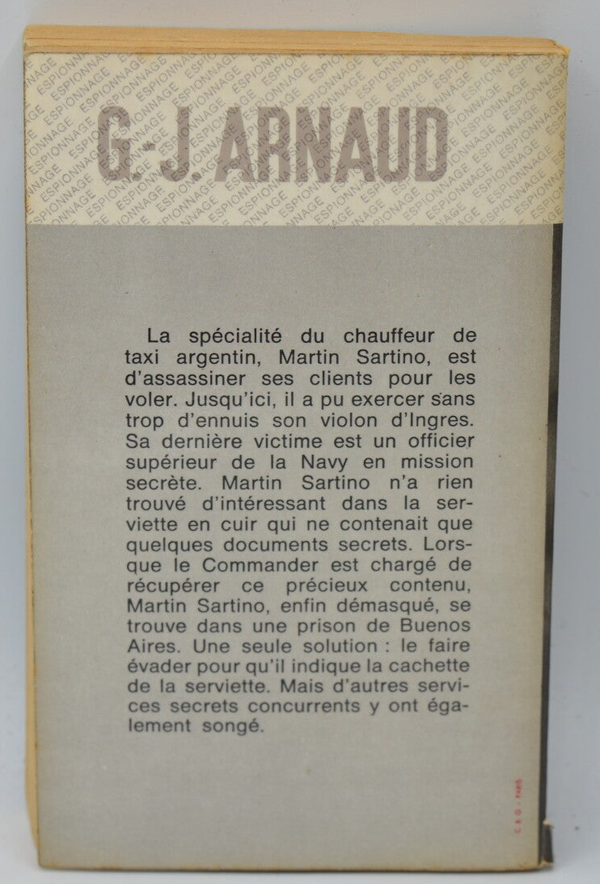 G.-J. ARNAUD
La spécialité du chauffeur de
taxi argentin, Martin Sartino, est
d'assassiner ses clients pour les
voler. Jusqu'ici, il a pu exercer sans
trop d'ennuis son violon d'Ingres.
Sa dernière victime est un officier
supérieur de la Navy en mission
secrète. Martin Sartino n'a rien
trouvé d'intéressant dans la ser-
viette en cuir qui ne contenait que
quelques documents secrets. Lors-
que le Commander est chargé de
récupérer ce précieux contenu,
Martin Sartino, enfin démasqué, se
trouve dans une prison de Buenos
Aires. Une seule solution : le faire
évader pour qu'il indique la cachette
de la serviette. Mais d'autres servi-
ces secrets concurrents y ont éga-
lement songé.
ESPIONNAGE